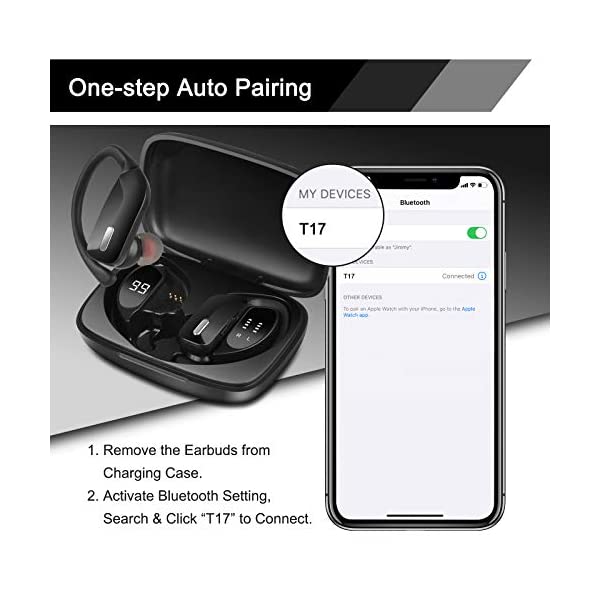 One-step Auto Pairing
MY DEVICES
T17
Bluetooth
as "Jimmy".
DEVICES
T17 Connected
OTHER DEVICES
To pair an Apple Watch with your iPhone, go to the Apple
Watch app.
99
1. Remove the Earbuds from
Charging Case.
2. Activate Bluetooth Setting,
Search & Click “T17” to Connect.